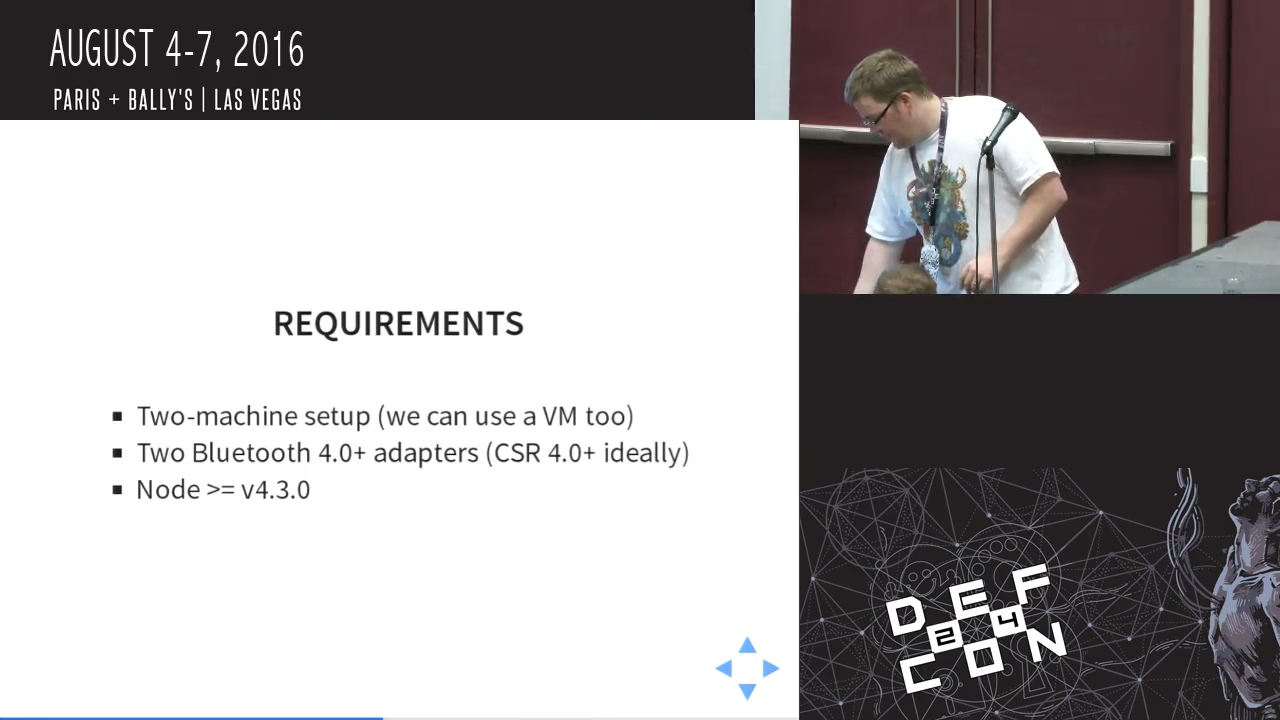 AUGUST 4-7, 2016
PARIS + BALLY'S | LAS VEGAS
REQUIREMENTS
▪ Two-machine setup (we can use a VM too)
▪ Two Bluetooth 4.0+ adapters (CSR 4.0+ ideally)
▪ Node >= v4.3.0
DEF
24
CON